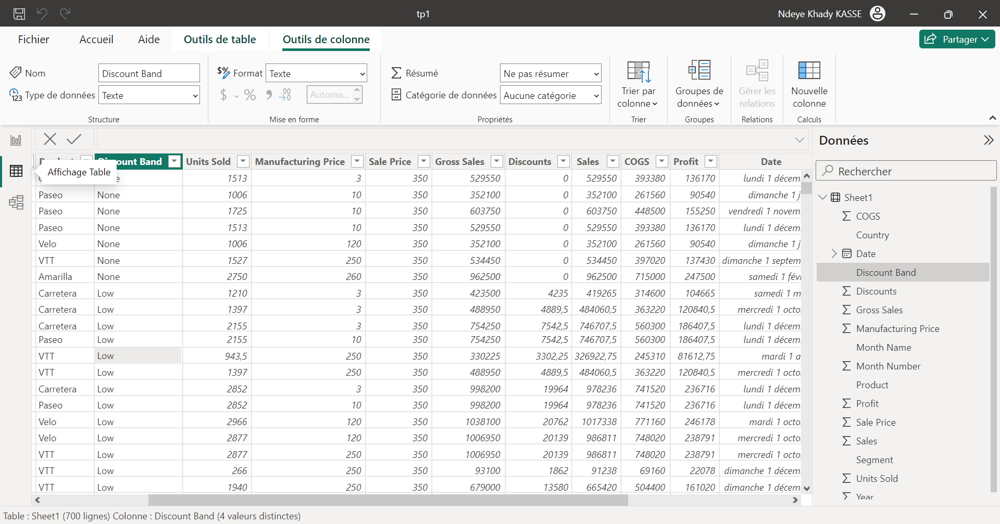 tp1
Ndeye Khady KASSE
Fichier Accueil Aide Outils de table Outils de colonne Partager
Nom Discount Band
Type de données Texte
Structure
Format Texte
$ % 9 .00 Automa...
Mise en forme
Résumé Ne pas résumer
Catégorie de données Aucune catégorie
Propriétés
Trier par
colonne
Trier
Groupes de
données
Groupes
Gérer les
relations
Relations
Nouvelle
colonne
Calculs
ount Band Units Sold Manufacturing Price Sale Price Gross Sales Discounts Sales COGS Profit Date
Affichage Table
e 1513 3 350 529550 0 529550 393380 136170 lundi 1 décem
Paseo None 1006 10 350 352100 0 352100 261560 90540 dimanche 1 j
Paseo None 1725 10 350 603750 0 603750 448500 155250 vendredi 1 novem
Paseo None 1513 10 350 529550 0 529550 393380 136170 lundi 1 décem
Velo None 1006 120 350 352100 0 352100 261560 90540 dimanche 1 j
VTT None 1527 250 350 534450 0 534450 397020 137430 dimanche 1 septem
Amarilla None 2750 260 350 962500 0 962500 715000 247500 samedi 1 fév
Carretera Low 1210 3 350 423500 4235 419265 314600 104665 samedi 1 m
Carretera Low 1397 3 350 488950 4889,5 484060,5 363220 120840,5 mercredi 1 octo
Carretera Low 2155 3 350 754250 7542,5 746707,5 560300 186407,5 lundi 1 décem
Paseo Low 2155 10 350 754250 7542,5 746707,5 560300 186407,5 lundi 1 décem
VTT Low 943,5 250 350 330225 3302,25 326922,75 245310 81612,75 mardi 1 a
VTT Low 1397 250 350 488950 4889,5 484060,5 363220 120840,5 mercredi 1 octo
Carretera Low 2852 3 350 998200 19964 978236 741520 236716 lundi 1 décem
Paseo Low 2852 10 350 998200 19964 978236 741520 236716 lundi 1 décem
Velo Low 2966 120 350 1038100 20762 1017338 771160 246178 mardi 1 octo
Velo Low 2877 120 350 1006950 20139 986811 748020 238791 mercredi 1 octo
VTT Low 2877 250 350 1006950 20139 986811 748020 238791 mercredi 1 octo
VTT Low 266 250 350 93100 1862 91238 69160 22078 dimanche 1 décem
VTT Low 1940 250 350 679000 13580 665420 504400 161020 dimanche 1 décem
Données
Rechercher
Sheet1
COGS
Country
Date
Discount Band
Discounts
Gross Sales
Manufacturing Price
Month Name
Month Number
Product
Profit
Sale Price
Sales
Segment
Units Sold
Year
Table : Sheet1 (700 lignes) Colonne : Discount Band (4 valeurs distinctes)